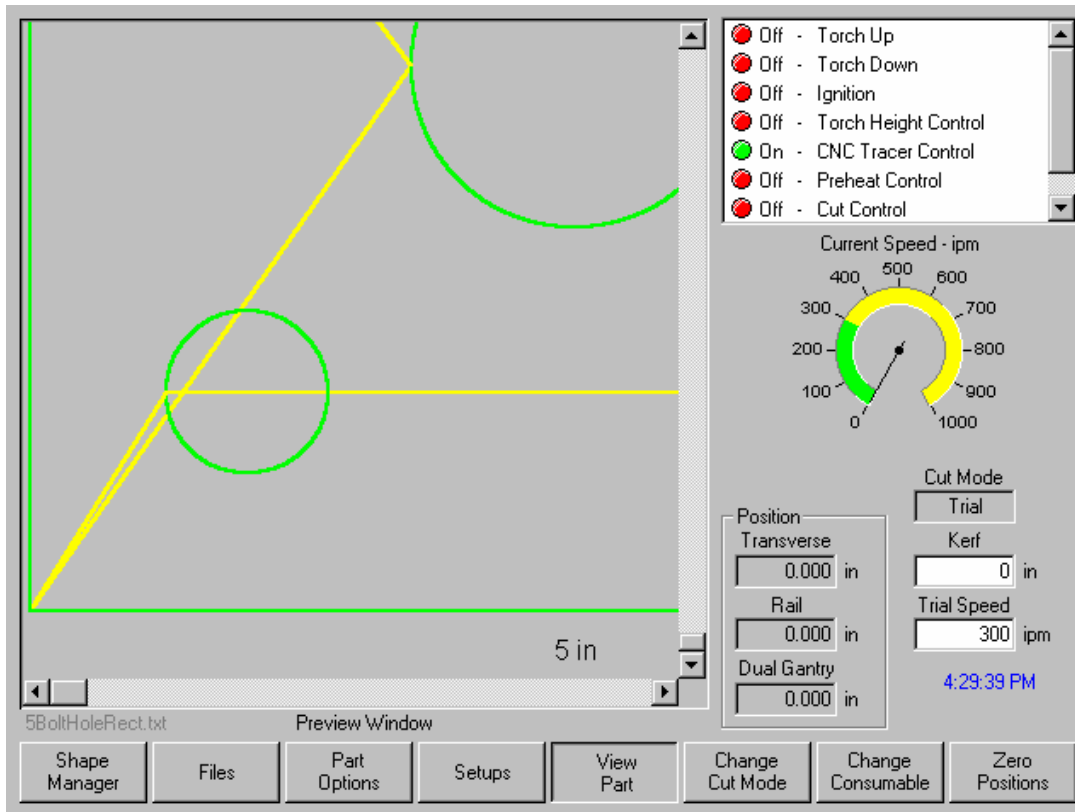 Off - Torch Up
Off - Torch Down
Off - Ignition
Off - Torch Height Control
On - CNC Tracer Control
Off - Preheat Control
Off - Cut Control
Current Speed - ipm
0
100
200
300
400
500
600
700
800
900
1000
Cut Mode
Trial
Position
Transverse
0.000 in
Kerf
0 in
Rail
0.000 in
Trial Speed
300 ipm
Dual Gantry
0.000 in
4:29:39 PM
5 in
5BoltHoleRect.txt
Preview Window
Shape
Manager
Files
Part
Options
Setups
View
Part
Change
Cut Mode
Change
Consumable
Zero
Positions